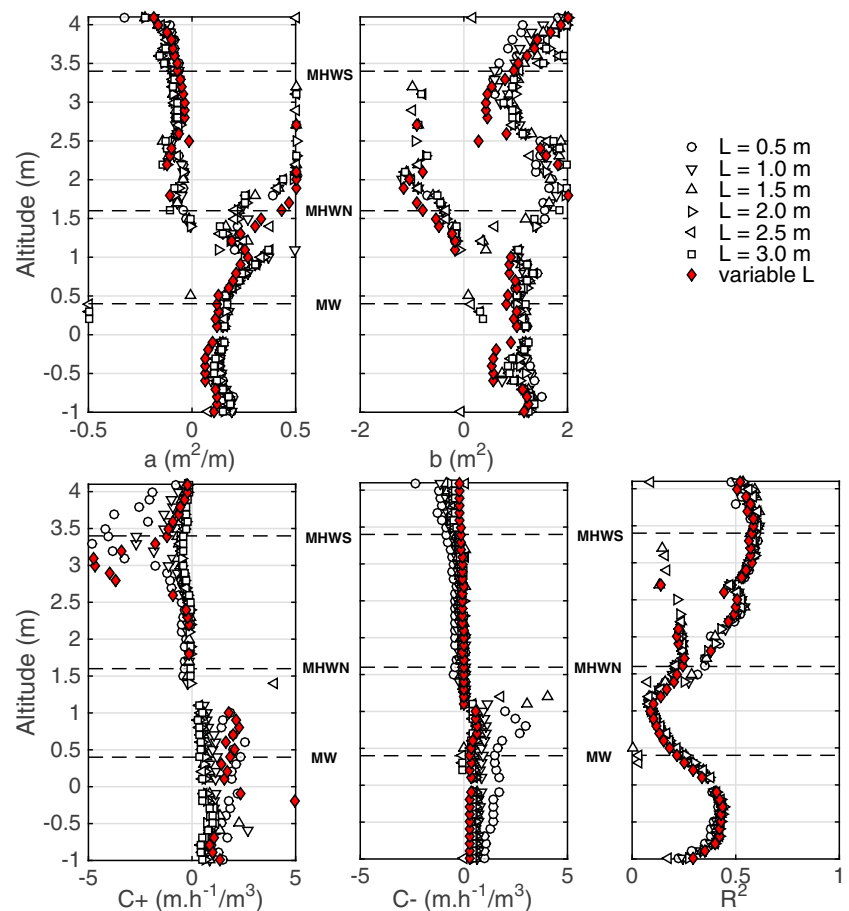 4
3.5
3
2.5
2
1.5
1
0.5
0
-0.5
-1
Altitude (m)
-0.5 0 0.5
a (m²/m)
MHWS
MHWN
MW
-2 0 2
b (m²)
L = 0.5 m
L = 1.0 m
L = 1.5 m
L = 2.0 m
L = 2.5 m
L = 3.0 m
variable L
4
3.5
3
2.5
2
1.5
1
0.5
0
-0.5
-1
Altitude (m)
-5 0 5
C+ (m.h⁻¹/m³)
MHWS
MHWN
MW
-5 0 5
C- (m.h⁻¹/m³)
MHWS
MHWN
MW
0 0.5 1
R²